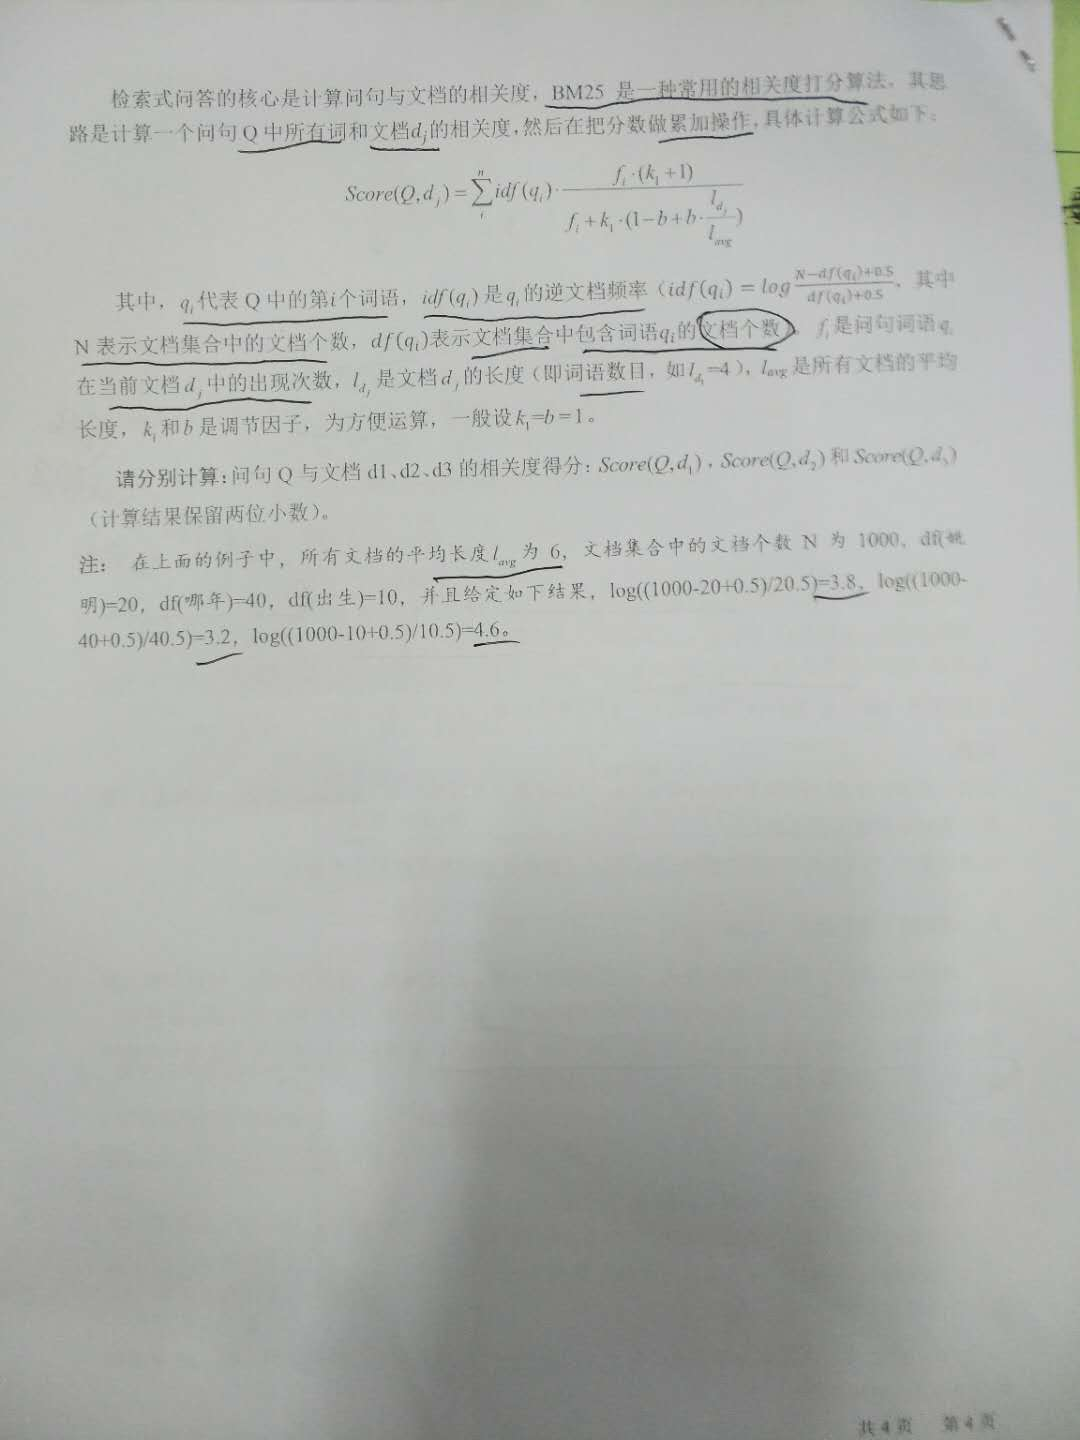 检索式问答的核心是计算问句与文档的相关度，BM25 是一种常用的相关度打分算法，其思
路是计算一个问句 Q 中所有词和文档d_j的相关度，然后在把分数做累加操作，具体计算公式如下：
Score(Q,d_j)=∑_i^n idf(q_i)·\frac{f_i·(k_1+1)}{f_i+k_1·(1−b+b·\frac{l_{d_j}}{l_{avg}})}
其中，q_i代表 Q 中的第i个词语，idf(q_i)是q_i的逆文档频率（idf(q_i) = log\frac{N−df(q_i)+0.5}{df(q_i)+0.5}，其中
N 表示文档集合中的文档个数，df(q_i)表示文档集合中包含词语q_i的文档个数），f_i是问句词语q_i
在当前文档d_j中的出现次数，l_{d_j}是文档d_j的长度（即词语数目，如l_{d_1}=4），l_{avg}是所有文档的平均
长度，k_1和b是调节因子，为方便运算，一般设k_1=b=1。
请分别计算：问句 Q 与文档 d1、d2、d3 的相关度得分：Score(Q,d_1)，Score(Q,d_2)和Score(Q,d_3)
（计算结果保留两位小数）。
注： 在上面的例子中，所有文档的平均长度l_{avg}为 6，文档集合中的文档个数 N 为 1000，df(姚
明)=20，df(哪年)=40，df(出生)=10，并且给定如下结果，log((1000-20+0.5)/20.5)=3.8，log((1000-
40+0.5)/40.5)=3.2，log((1000-10+0.5)/10.5)=4.6。
共 4 页 第 4 页